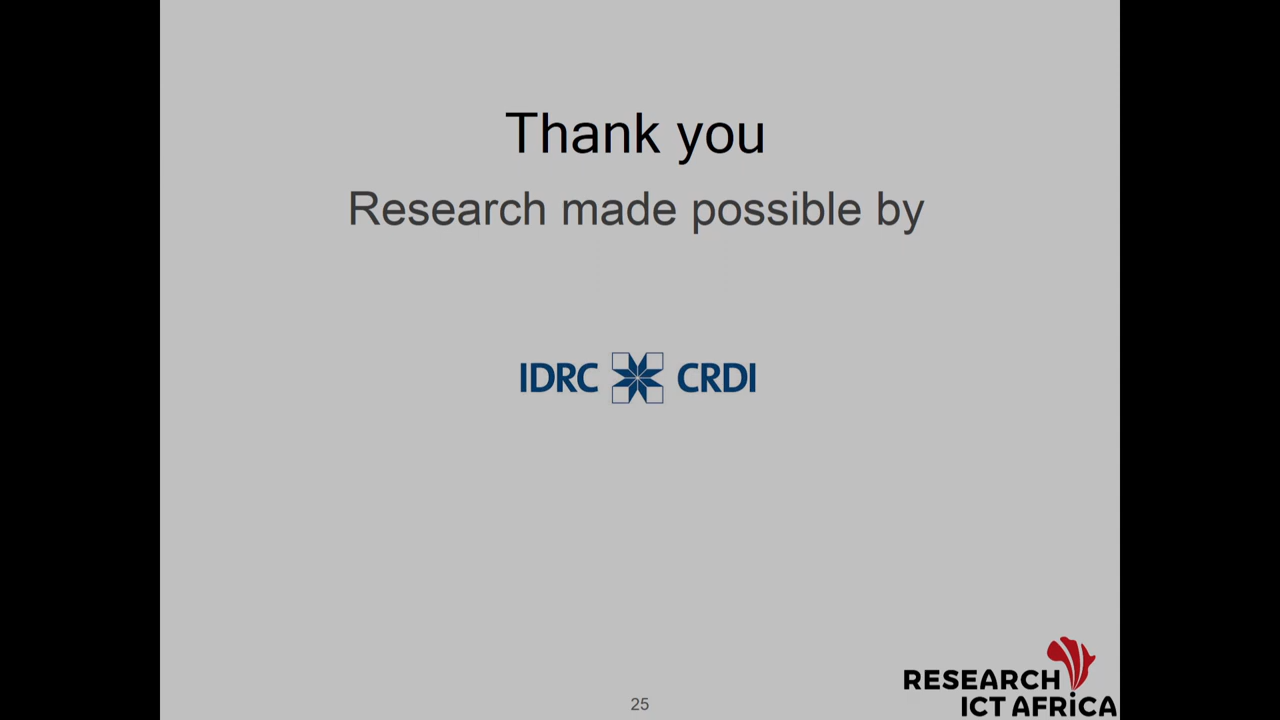 Thank you
Research made possible by
IDRC CRDI
25
RESEARCH
ICT AFRICA